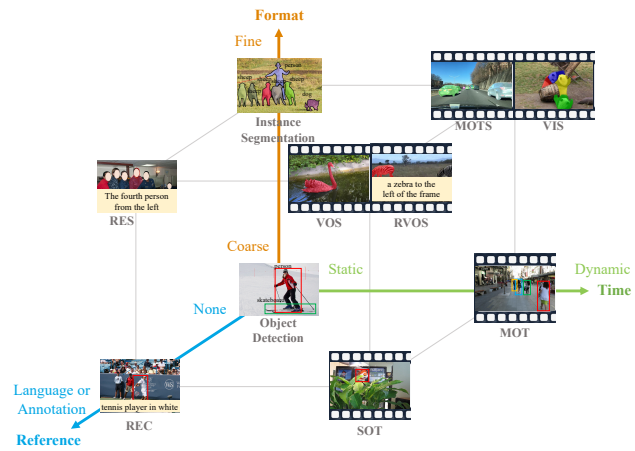 Format
Fine
person
sheep
sheep
dog
Instance
Segmentation
MOTS
VIS
The fourth person
from the left
RES
a zebra to the
left of the frame
VOS
RVOS
Coarse
person
skateboard
Static
Dynamic
Time
None
Object
Detection
MOT
Language or
Annotation
tennis player in white
REC
SOT
Reference